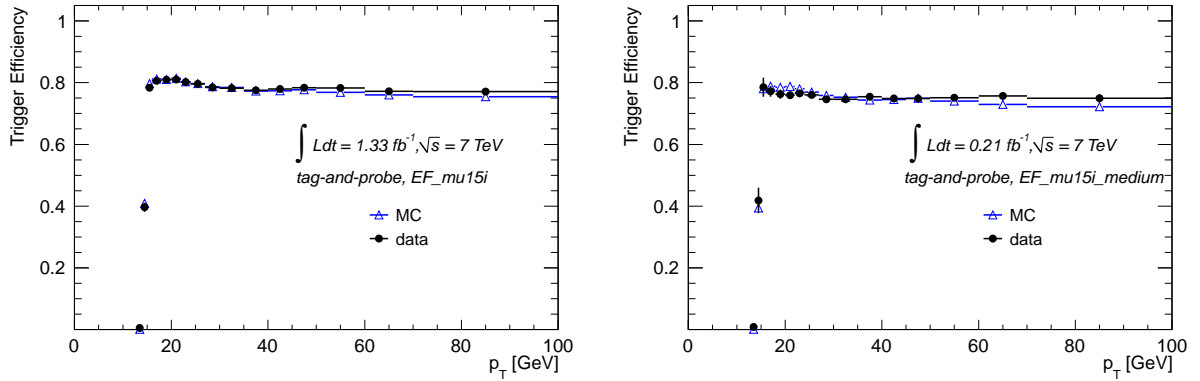 Trigger Efficiency
1
0.8
0.6
0.4
0.2
∫ Ldt = 1.33 fb⁻¹,√s = 7 TeV
tag-and-probe, EF_mu15i
MC
data
0 20 40 60 80 100
p_T [GeV]
Trigger Efficiency
1
0.8
0.6
0.4
0.2
∫ Ldt = 0.21 fb⁻¹,√s = 7 TeV
tag-and-probe, EF_mu15i_medium
MC
data
0 20 40 60 80 100
p_T [GeV]